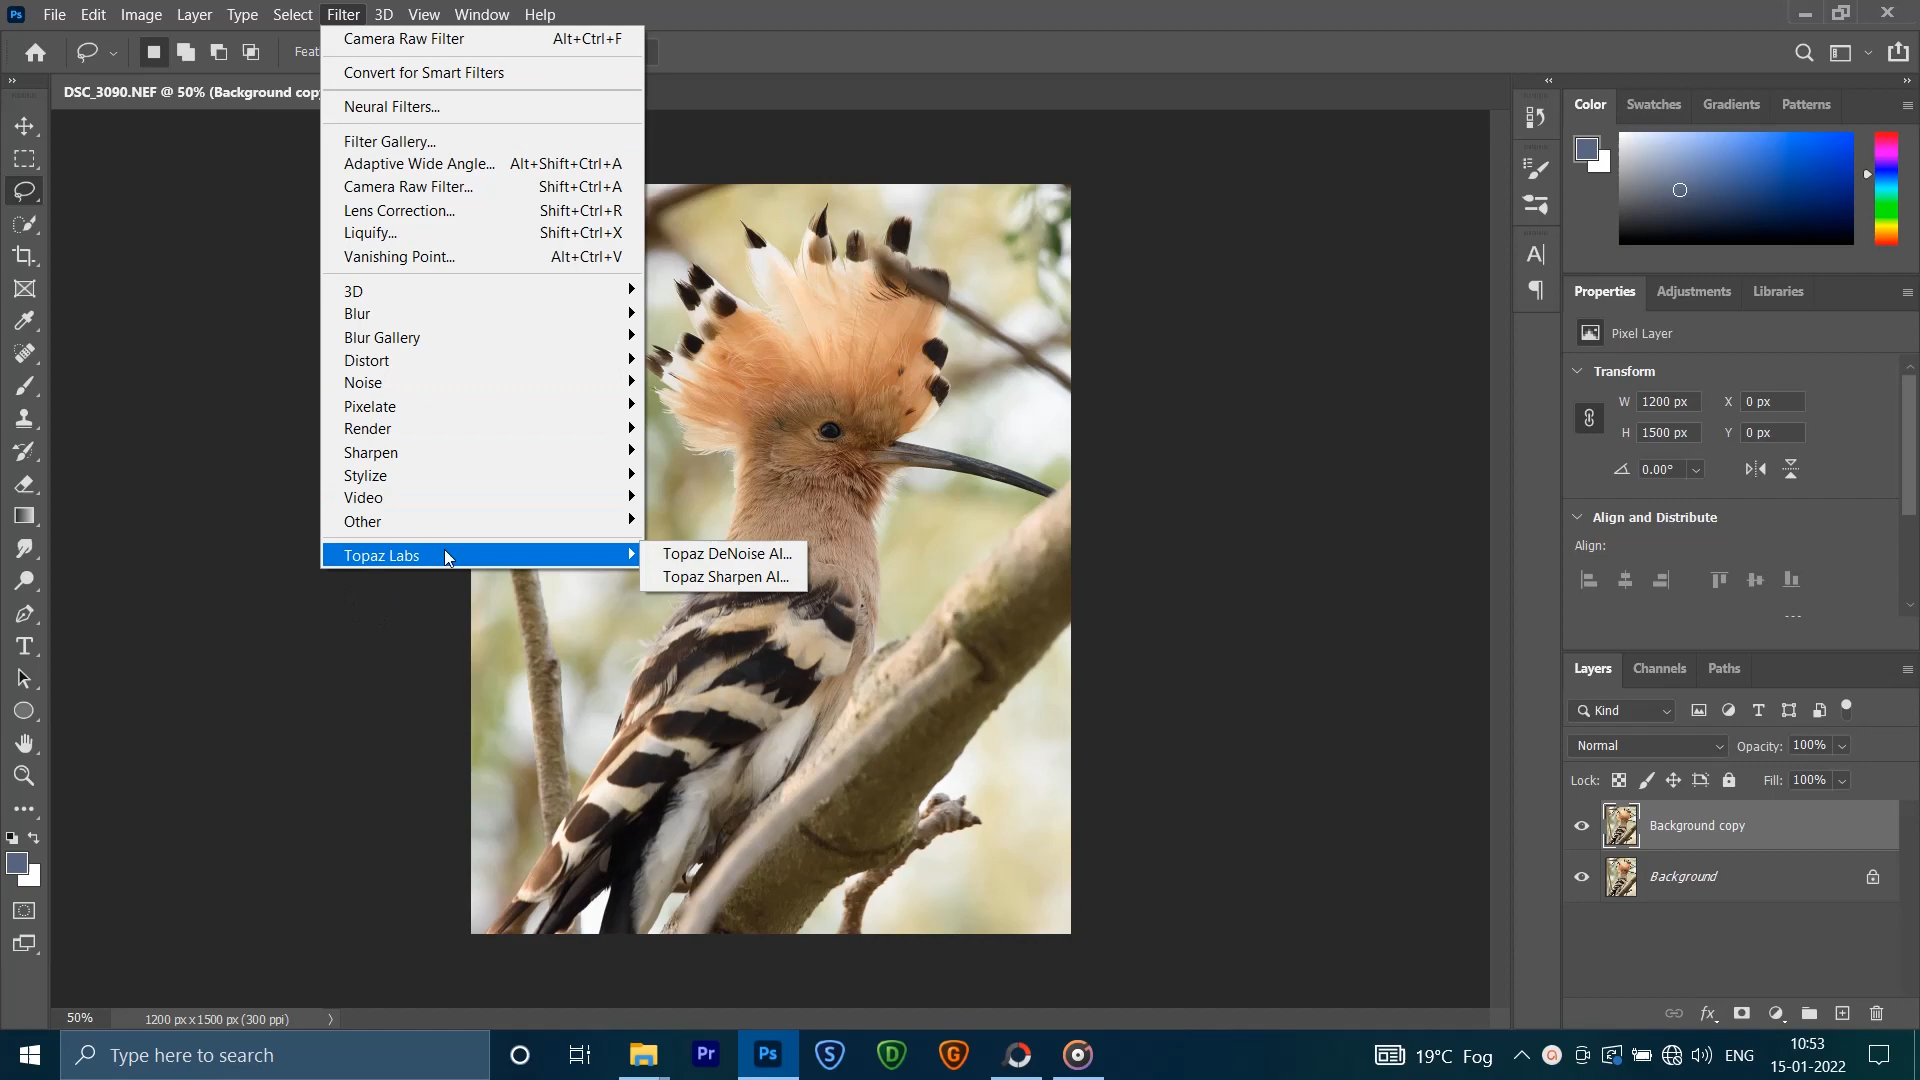 Ps File Edit Image Layer Type Select Filter 3D View Window Help
Feat
DSC_3090.NEF @ 50% (Background cop
Camera Raw Filter Alt+Ctrl+F
Convert for Smart Filters
Neural Filters...
Filter Gallery...
Adaptive Wide Angle... Alt+Shift+Ctrl+A
Camera Raw Filter... Shift+Ctrl+A
Lens Correction... Shift+Ctrl+R
Liquify... Shift+Ctrl+X
Vanishing Point... Alt+Ctrl+V
3D
Blur
Blur Gallery
Distort
Noise
Pixelate
Render
Sharpen
Stylize
Video
Other
Topaz Labs
Topaz DeNoise AI...
Topaz Sharpen AI...
Color Swatches Gradients Patterns
Properties Adjustments Libraries
Pixel Layer
Transform
W 1200 px X 0 px
H 1500 px Y 0 px
0.00°
Align and Distribute
Align:
Layers Channels Paths
Kind
Normal Opacity: 100%
Lock: Fill: 100%
Background copy
Background
fx
50% 1200 px x 1500 px (300 ppi)
Type here to search
Pr Ps S D G
19°C Fog
ENG
10:53
15-01-2022